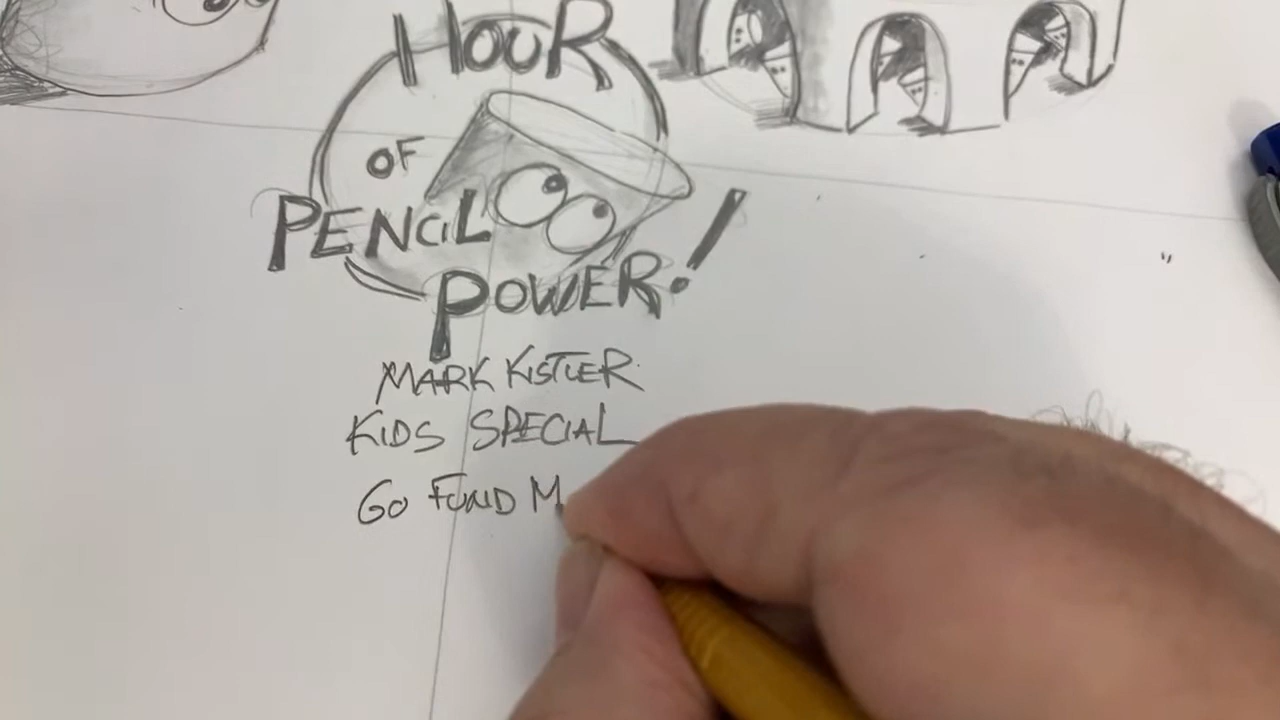 HOUR
OF
PENCIL
POWER!
MARK KISTLER
KIDS SPECIAL
GO FUND M